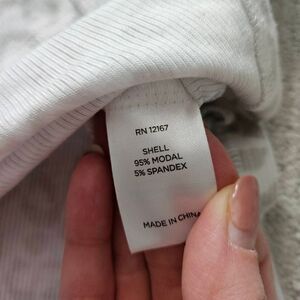 RN 12167
SHELL
95% MODAL
5% SPANDEX
MADE IN CHINA